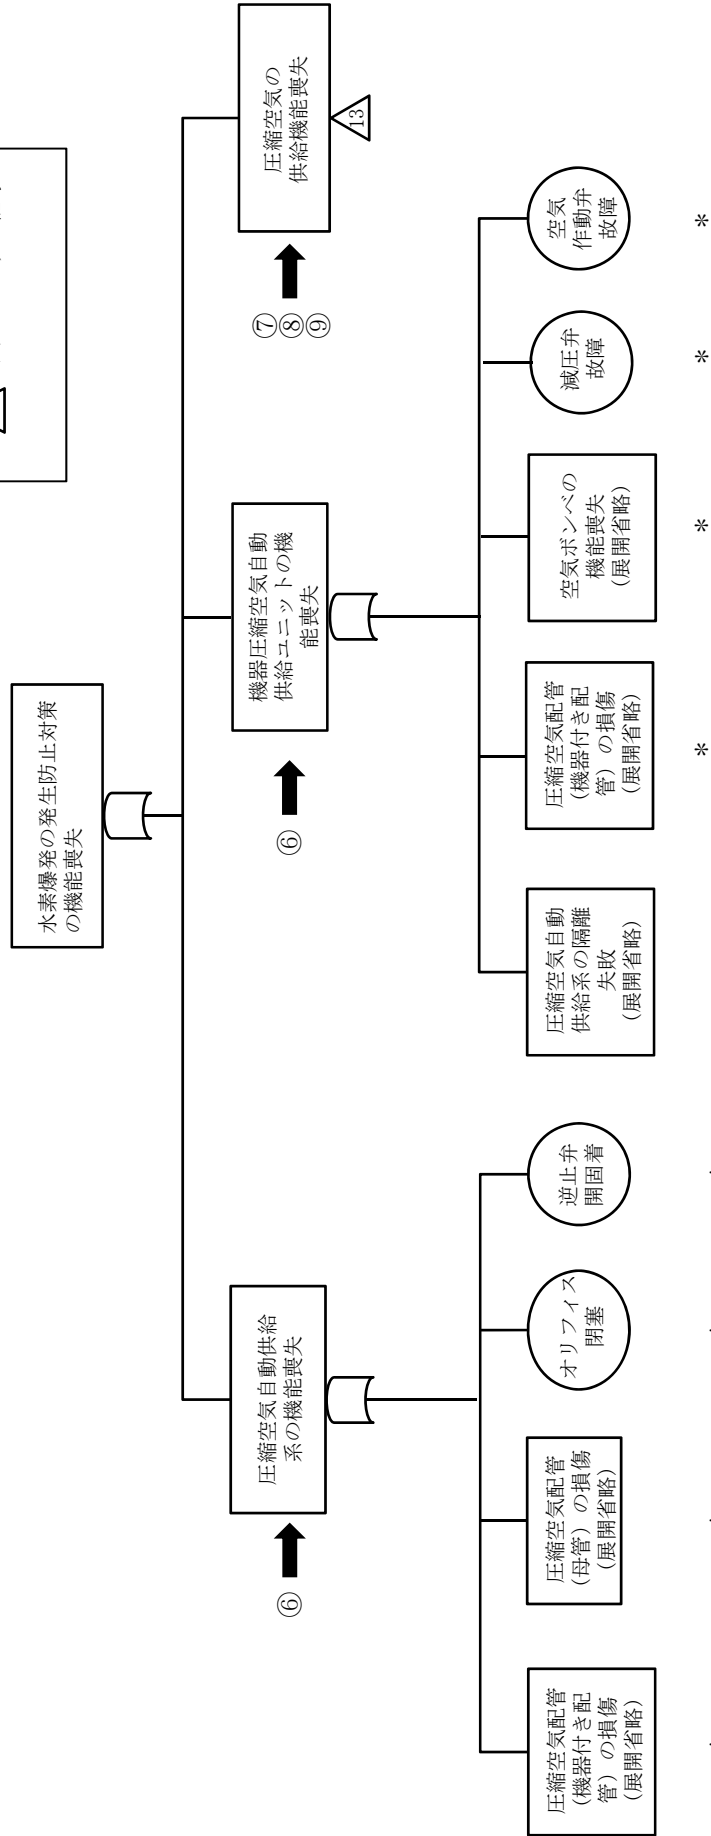 水素爆発の発生防止対策
の機能喪失
圧縮空気自動供給
系の機能喪失
⑥
機器圧縮空気自動
供給ユニットの機
能喪失
⑥
圧縮空気の
供給機能喪失
⑦
⑧
⑨
13
圧縮空気配管
(機器付き配
管)の損傷
(展開省略)
圧縮空気配管
(母管)の損傷
(展開省略)
オリフィス
閉塞
逆止弁
開固着
圧縮空気自動
供給系の隔離
失敗
(展開省略)
圧縮空気配管
(機器付き配
管)の損傷
(展開省略)
*
空気ボンベの
機能喪失
(展開省略)
*
減圧弁
故障
*
空気
作動弁
故障
*